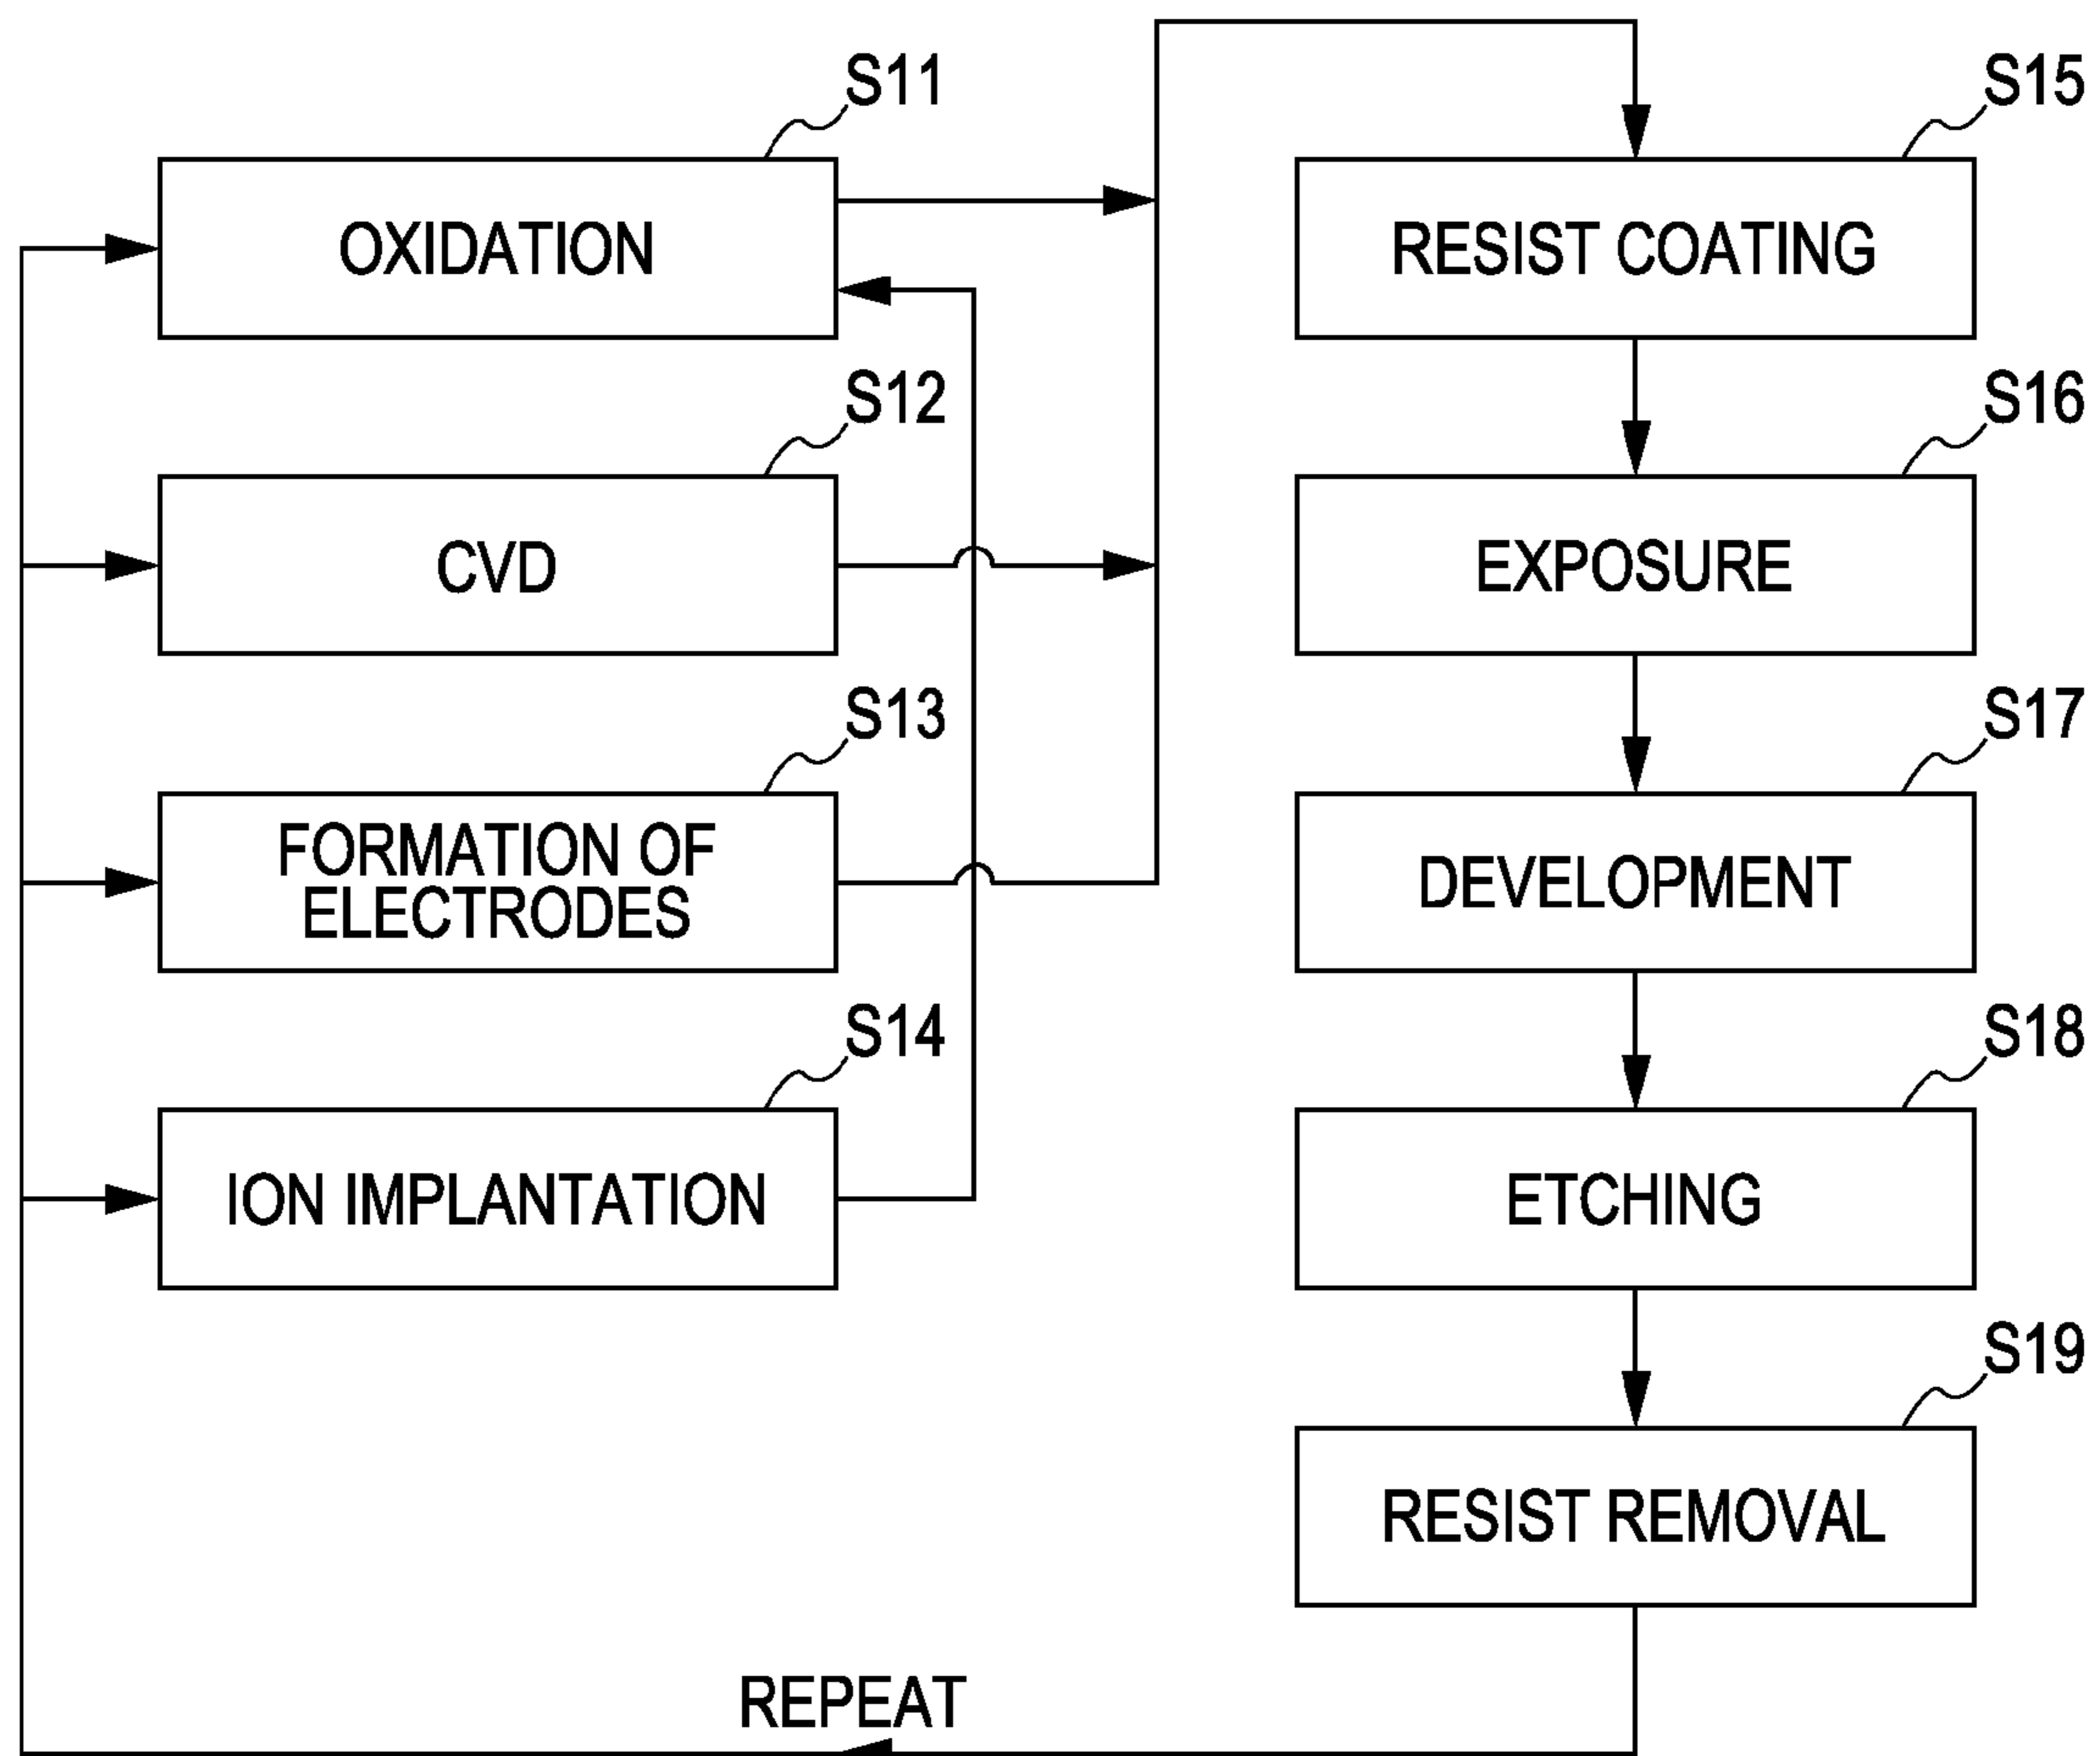 S11
OXIDATION
S12
CVD
S13
FORMATION OF
ELECTRODES
S14
ION IMPLANTATION
S15
RESIST COATING
S16
EXPOSURE
S17
DEVELOPMENT
S18
ETCHING
S19
RESIST REMOVAL
REPEAT